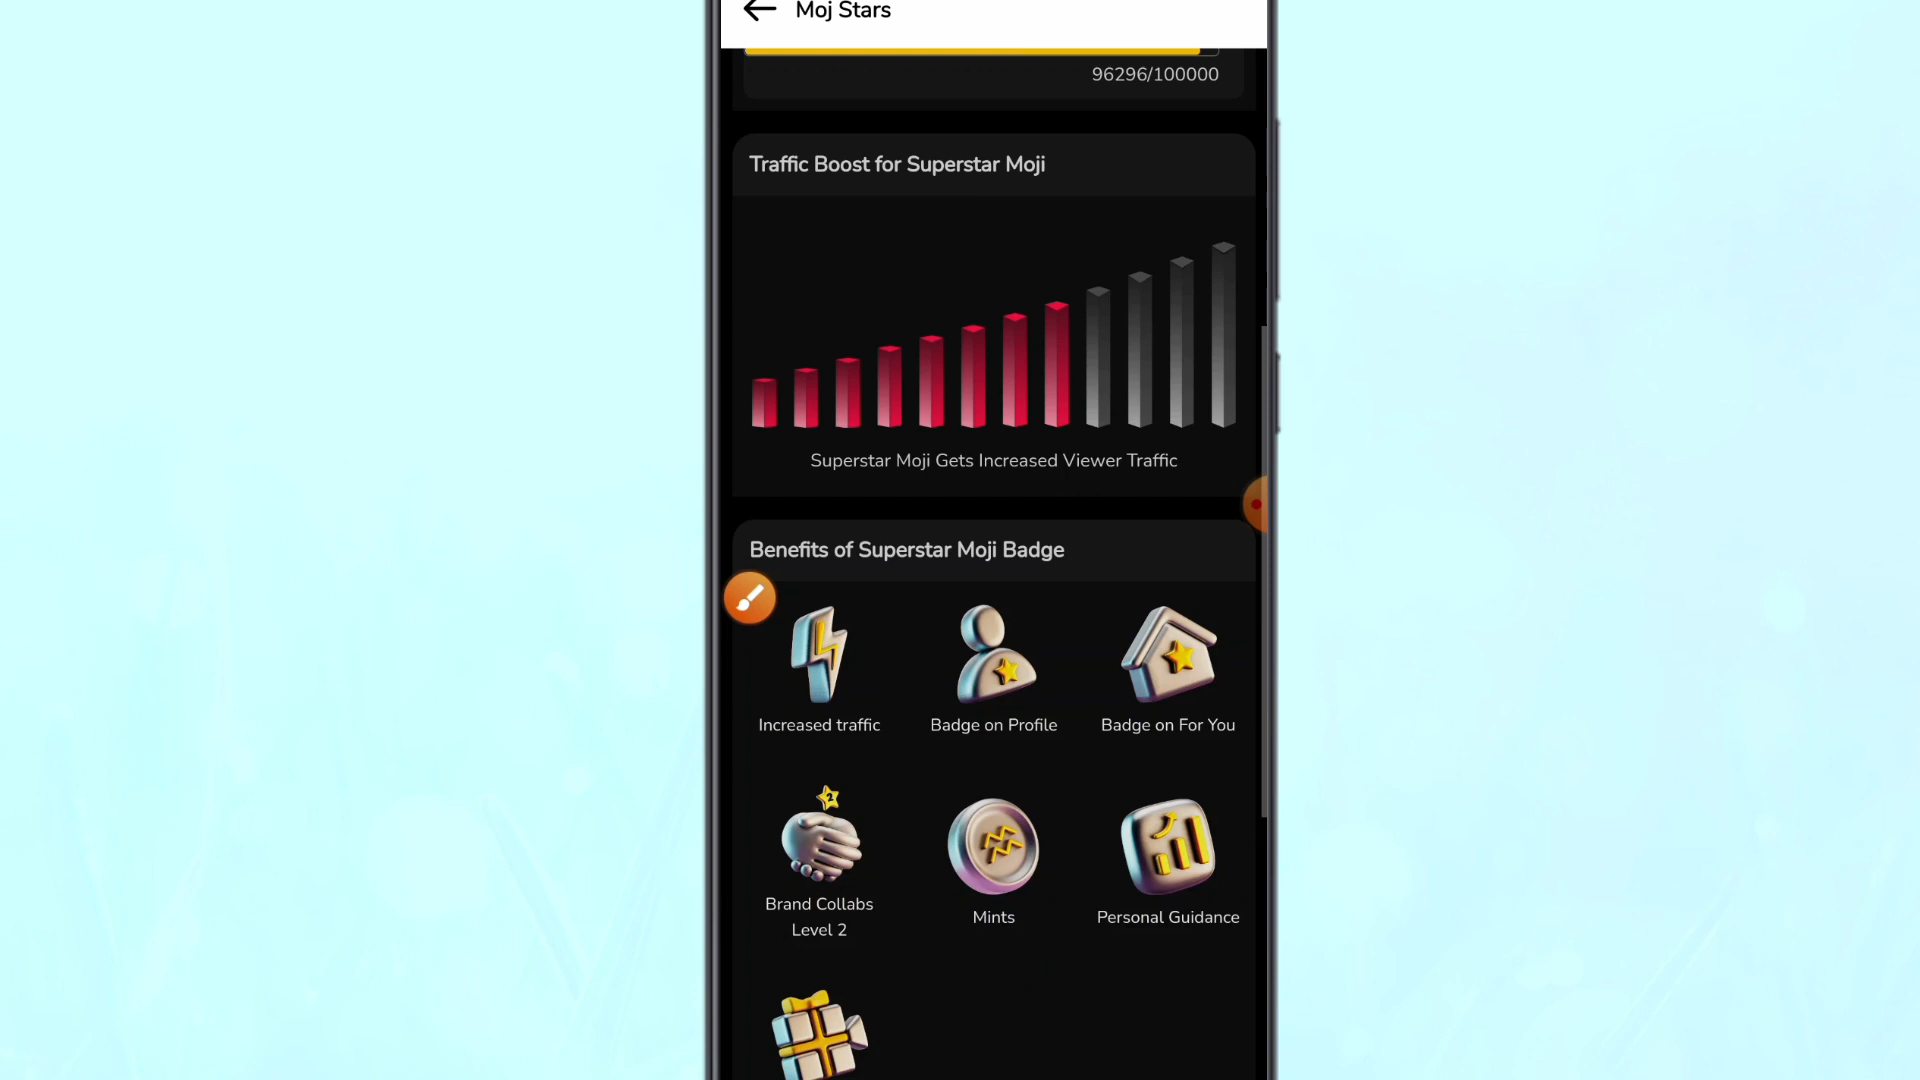 Moj Stars
96296/100000
Traffic Boost for Superstar Moji
Superstar Moji Gets Increased Viewer Traffic
Benefits of Superstar Moji Badge
Increased traffic
Badge on Profile
Badge on For You
2
Brand Collabs
Level 2
Mints
Personal Guidance